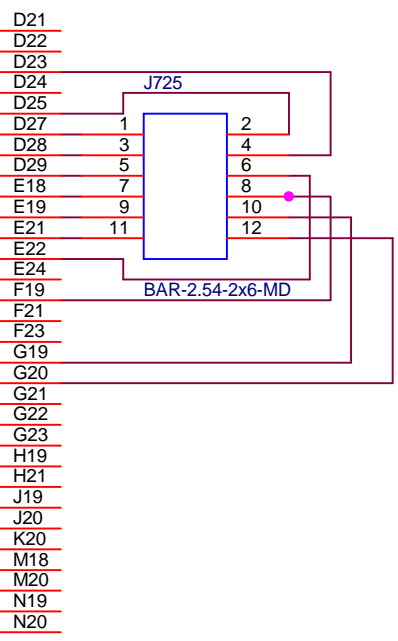 D21
D22
D23
D24 J725
D25
D27 1 2
D28 3 4
D29 5 6
E18 7 8
E19 9 10
E21 11 12
E22
E24
F19 BAR-2.54-2x6-MD
F21
F23
G19
G20
G21
G22
G23
H19
H21
J19
J20
K20
M18
M20
N19
N20